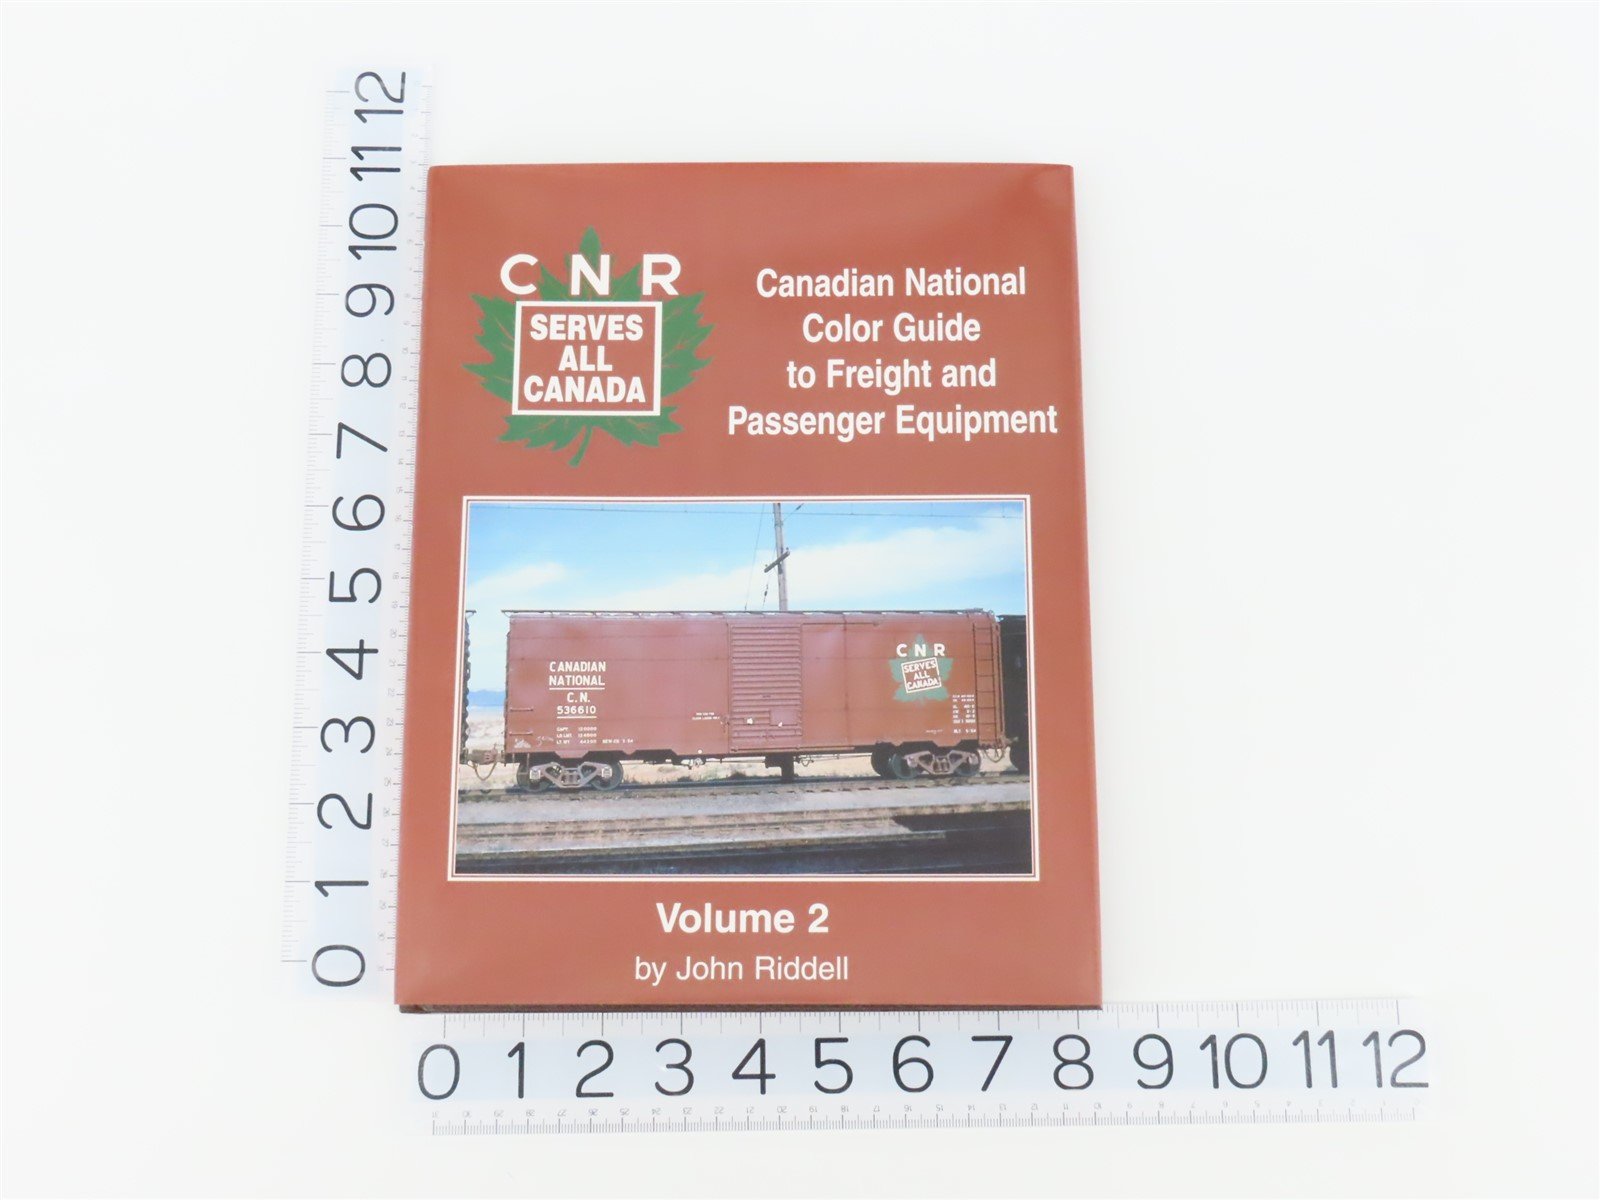 C N R
SERVES
ALL
CANADA
Canadian National
Color Guide
to Freight and
Passenger Equipment
CANADIAN
NATIONAL
C.N.
536610
C N R
SERVES
ALL
CANADA
Volume 2
by John Riddell
12
11
10
9
8
7
6
5
4
3
2
1
0
0 1 2 3 4 5 6 7 8 9 10 11 12